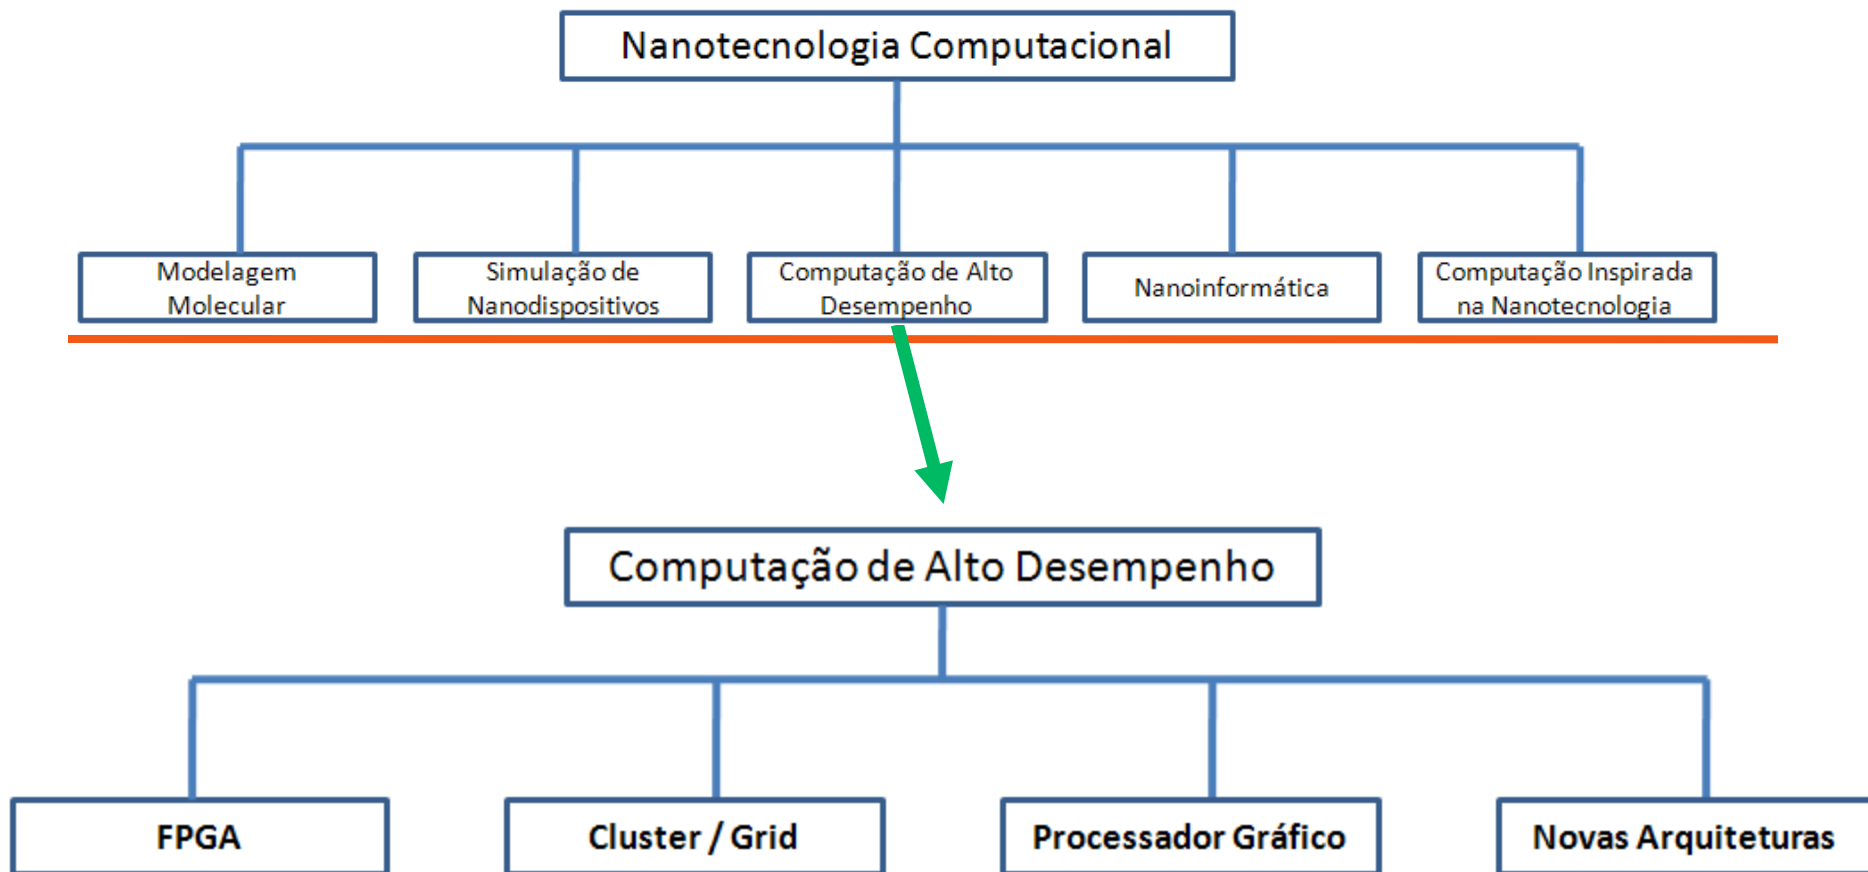 Nanotecnologia Computacional
Modelagem
Molecular
Simulação de
Nanodispositivos
Computação de Alto
Desempenho
Nanoinformática
Computação Inspirada
na Nanotecnologia
Computação de Alto Desempenho
FPGA
Cluster / Grid
Processador Gráfico
Novas Arquiteturas